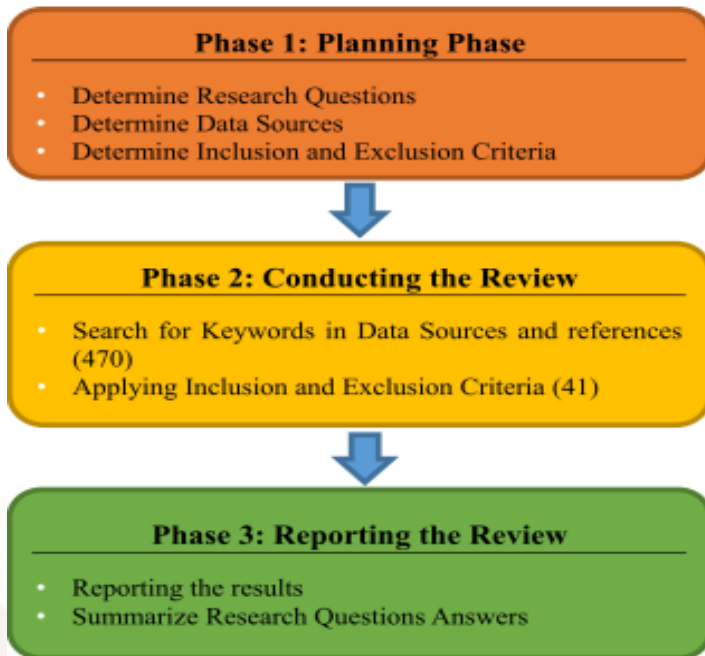 Phase 1: Planning Phase
• Determine Research Questions
• Determine Data Sources
• Determine Inclusion and Exclusion Criteria
Phase 2: Conducting the Review
• Search for Keywords in Data Sources and references
(470)
• Applying Inclusion and Exclusion Criteria (41)
Phase 3: Reporting the Review
• Reporting the results
• Summarize Research Questions Answers